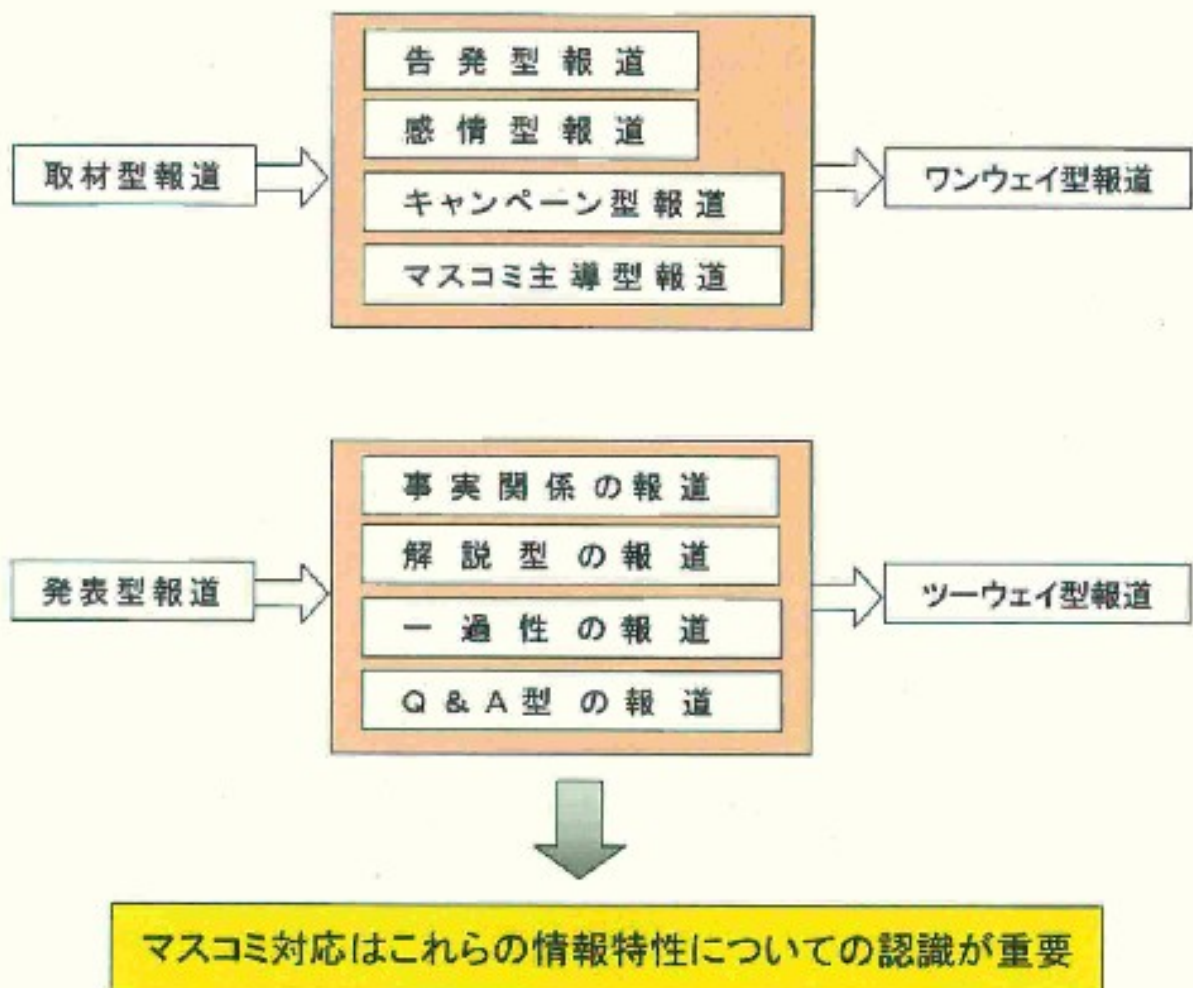 告発型報道
感情型報道
取材型報道
ワンウェイ型報道
キャンペーン型報道
マスコミ主導型報道
事実関係の報道
解説型の報道
発表型報道
ツーウェイ型報道
一過性の報道
Q&A型の報道
マスコミ対応はこれらの情報特性についての認識が重要